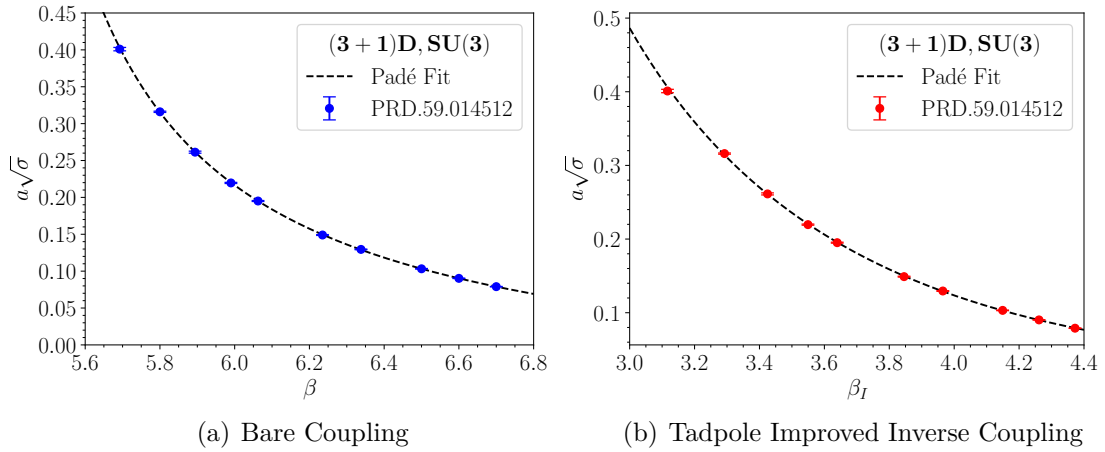 0.45
0.40
0.35
0.30
0.25
0.20
0.15
0.10
0.05
0.00
a√σ
5.6 5.8 6.0 6.2 6.4 6.6 6.8
β
(3 + 1)D, SU(3)
Padé Fit
PRD.59.014512
(a) Bare Coupling
0.5
0.4
0.3
0.2
0.1
a√σ
3.0 3.2 3.4 3.6 3.8 4.0 4.2 4.4
β_I
(3 + 1)D, SU(3)
Padé Fit
PRD.59.014512
(b) Tadpole Improved Inverse Coupling